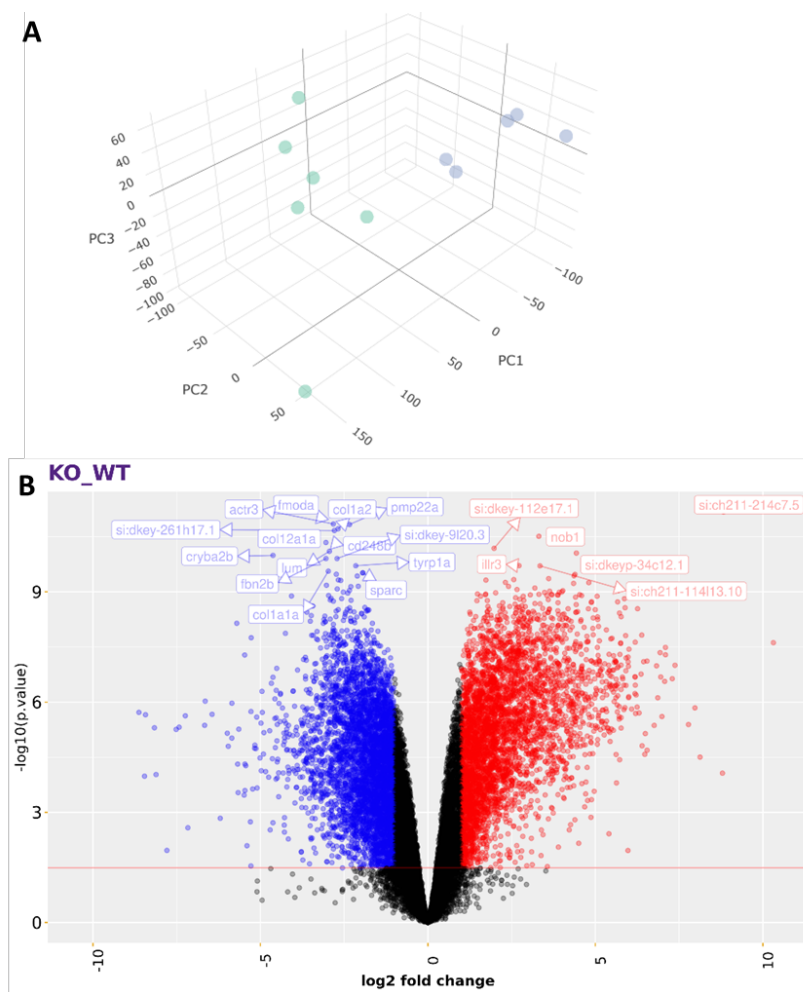 A
60
40
20
0
−20
−40
−60
−80
−100
PC3
−100
−50
0
50
PC2
150
100
50
0
−50
−100
PC1
B
KO_WT
actr3
fmoda
col1a2
pmp22a
si:dkey-112e17.1
si:ch211-214c7.5
si:dkey-261h17.1
col12a1a
cd248b
si:dkey-9l20.3
nob1
cryba2b
lum
tyrp1a
illr3
si:dkeyp-34c12.1
fbn2b
sparc
si:ch211-114l13.10
col1a1a
-log10(p.value)
9
6
3
0
-10
-5
0
5
10
log2 fold change